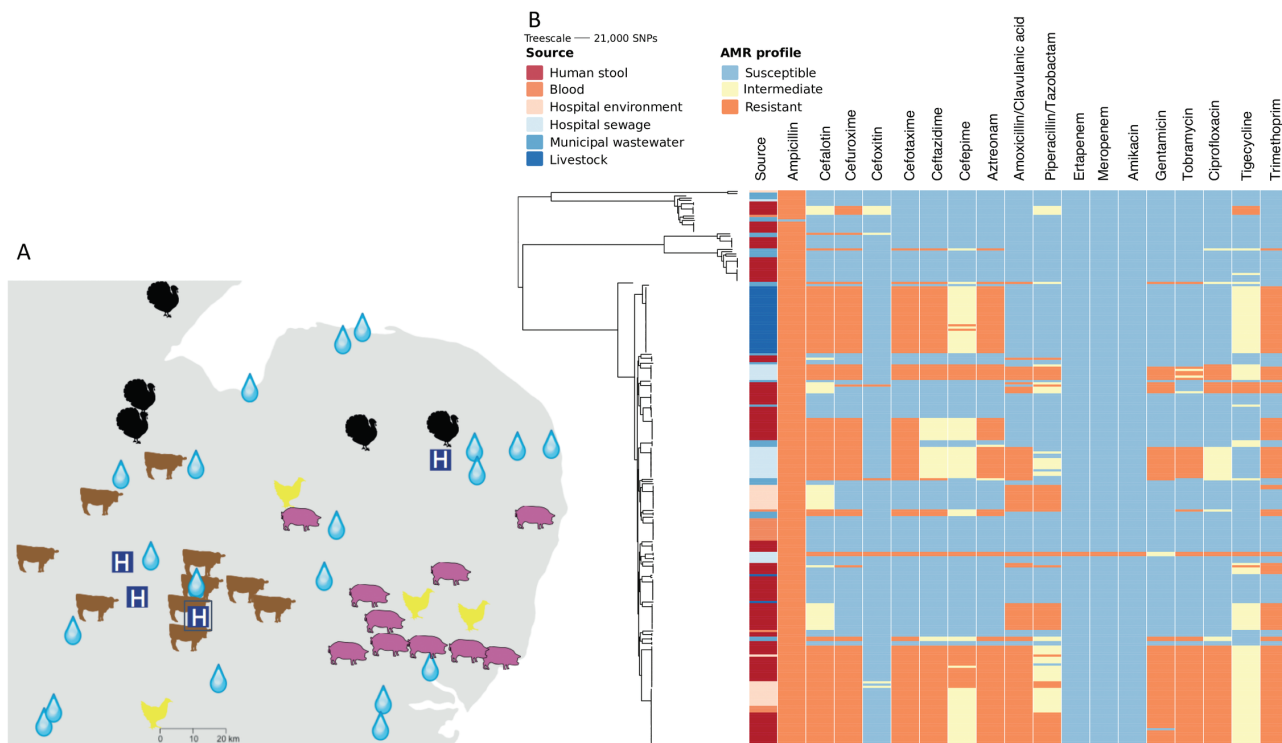 B
Treescale 21,000 SNPs
Source
Human stool
Blood
Hospital environment
Hospital sewage
Municipal wastewater
Livestock
AMR profile
Susceptible
Intermediate
Resistant
Source
Ampicillin
Cefalotin
Cefuroxime
Cefoxitin
Cefotaxime
Ceftazidime
Cefepime
Aztreonam
Amoxicillin/Clavulanic acid
Piperacillin/Tazobactam
Ertapenem
Meropenem
Amikacin
Gentamicin
Tobramycin
Ciprofloxacin
Tigecycline
Trimethoprim
A
H
H
H
H
0 10 20 km